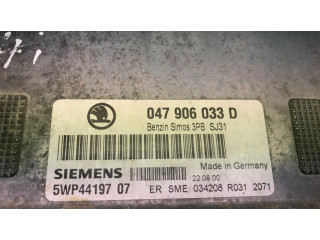 047 906 033 D
Benzin Simos 3PB SJ31
Made in Germany
SIEMENS 22.08.00
5WP44197 07 ER SME 034208 R031 2071